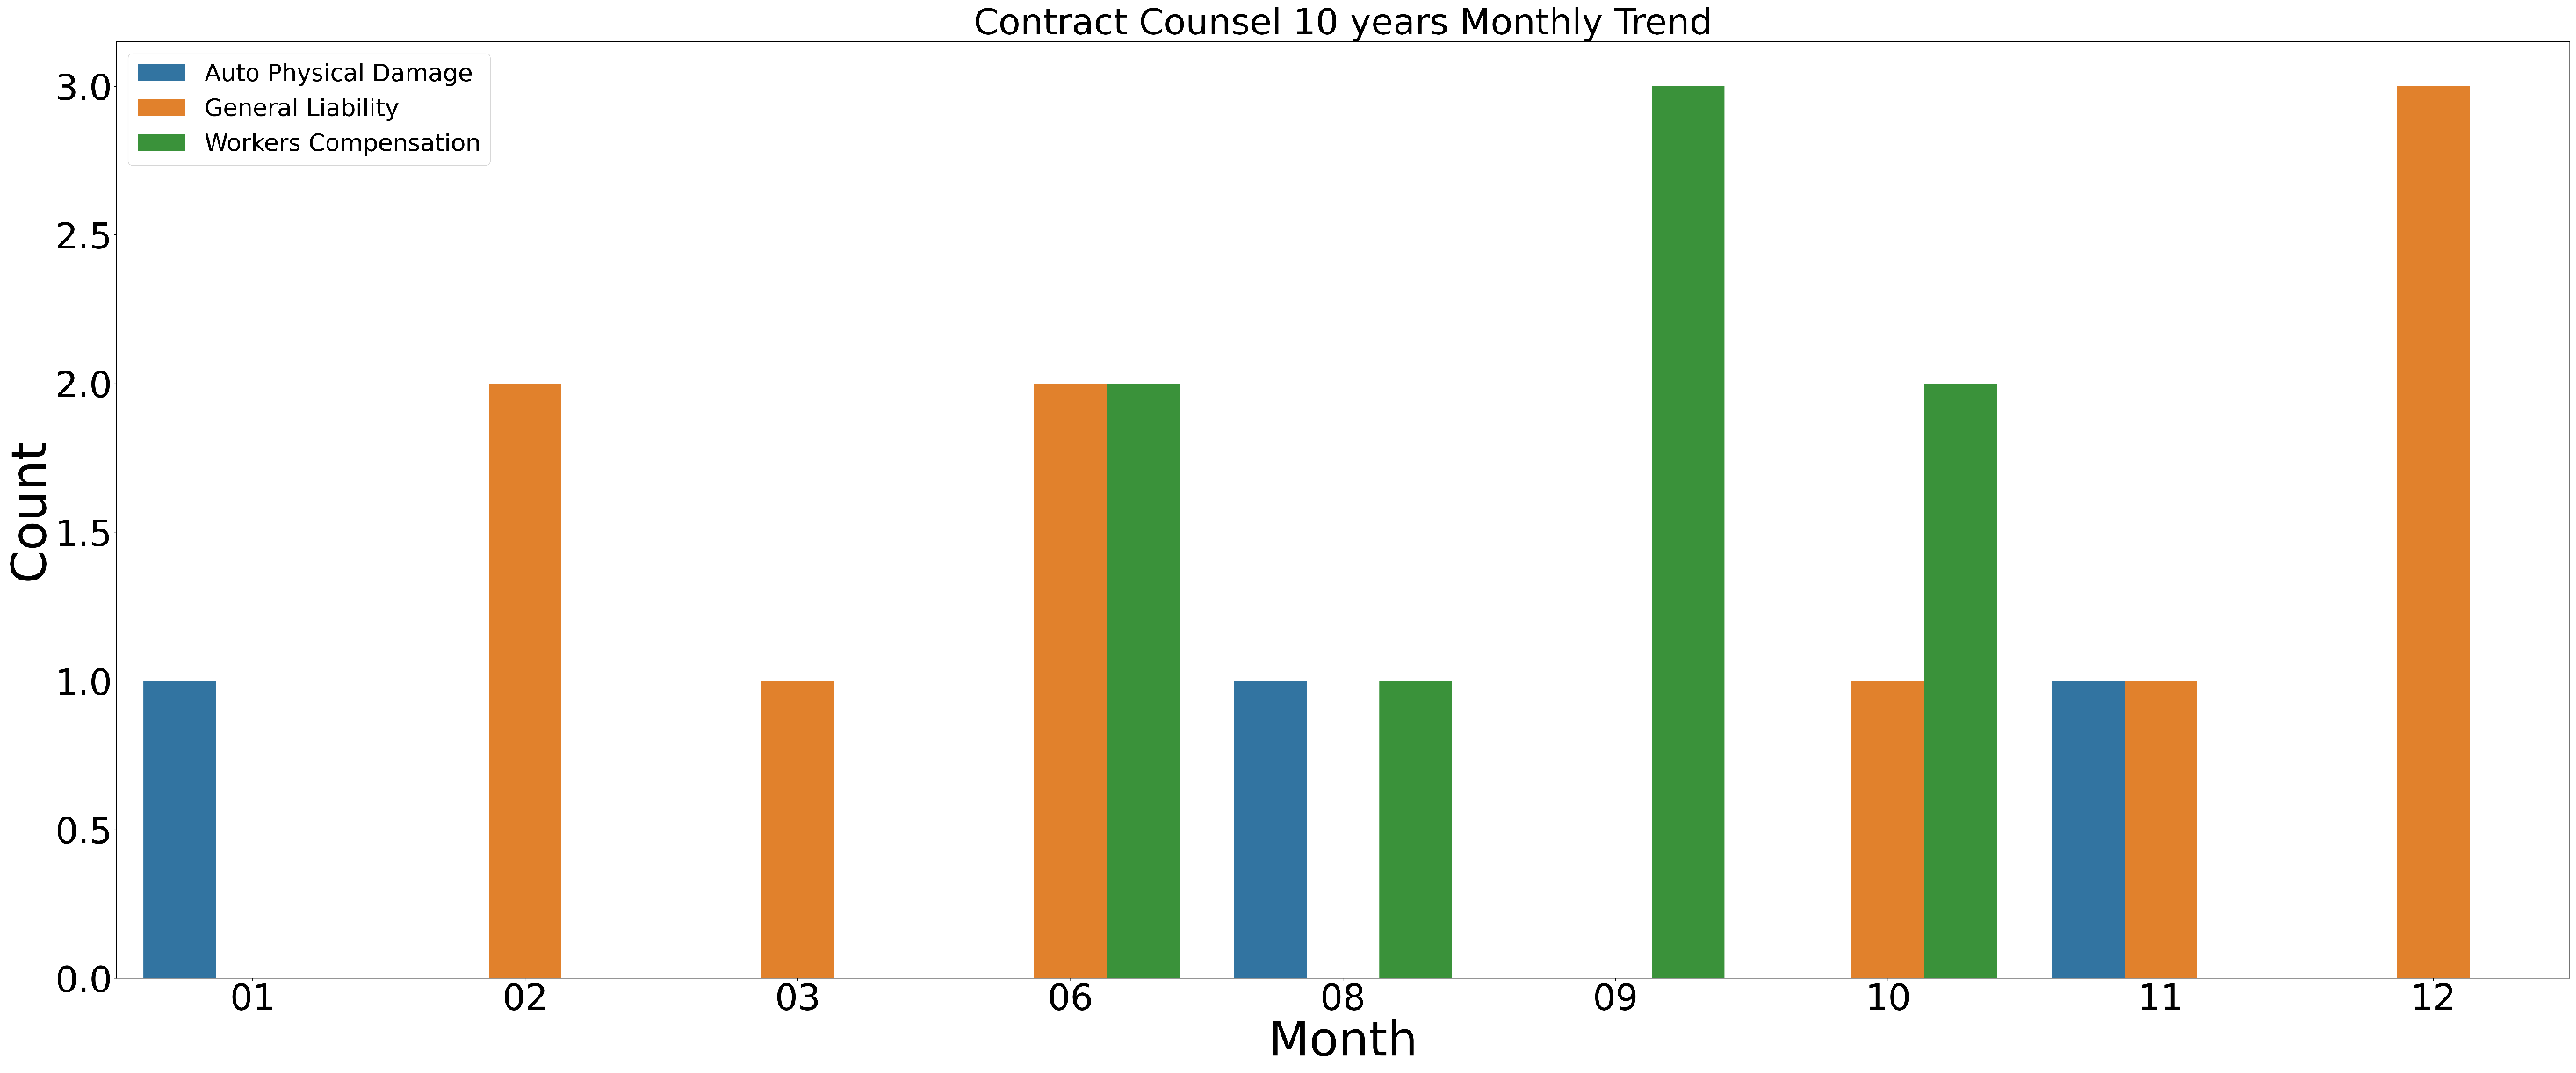 Contract Counsel 10 years Monthly Trend
Auto Physical Damage
General Liability
Workers Compensation
3.0
2.5
2.0
1.5
1.0
0.5
0.0
Count
01 02 03 06 08 09 10 11 12
Month